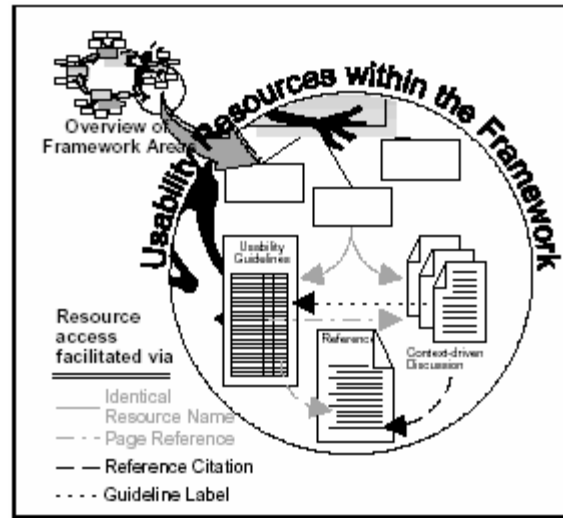 Usability Resources within the Framework
Overview of
Framework Areas
Usability
Guidelines
Reference
Context-driven
Discussion
Resource
access
facilitated via
Identical
Resource Name
Page Reference
Reference Citation
Guideline Label